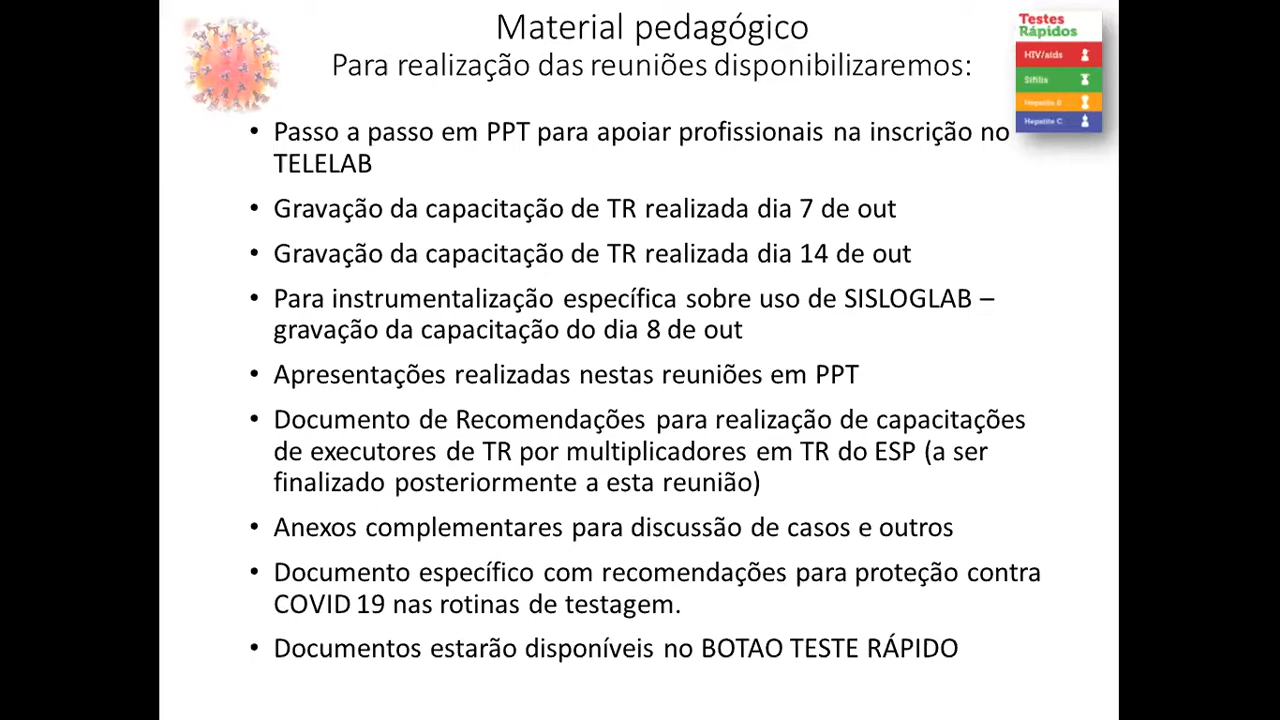 Material pedagógico
Para realização das reuniões disponibilizaremos:
Testes
Rápidos
HIV/aids
Sífilis
Hepatite B
Hepatite C
• Passo a passo em PPT para apoiar profissionais na inscrição no
TELELAB
• Gravação da capacitação de TR realizada dia 7 de out
• Gravação da capacitação de TR realizada dia 14 de out
• Para instrumentalização específica sobre uso de SISLOGLAB –
gravação da capacitação do dia 8 de out
• Apresentações realizadas nestas reuniões em PPT
• Documento de Recomendações para realização de capacitações
de executores de TR por multiplicadores em TR do ESP (a ser
finalizado posteriormente a esta reunião)
• Anexos complementares para discussão de casos e outros
• Documento específico com recomendações para proteção contra
COVID 19 nas rotinas de testagem.
• Documentos estarão disponíveis no BOTAO TESTE RÁPIDO